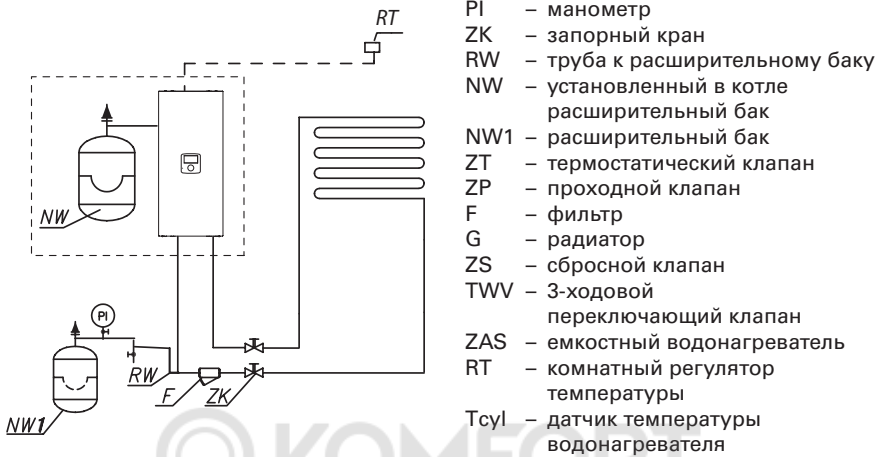 RT
NW
PI
RW
F
ZK
NW1
PI – манометр
ZK – запорный кран
RW – труба к расширительному баку
NW – установленный в котле
расширительный бак
NW1 – расширительный бак
ZT – термостатический клапан
ZP – проходной клапан
F – фильтр
G – радиатор
ZS – сбросной клапан
TWV – 3-ходовой
переключающий клапан
ZAS – емкостный водонагреватель
RT – комнатный регулятор
температуры
Tcyl – датчик температуры
водонагревателя
KOMFORT